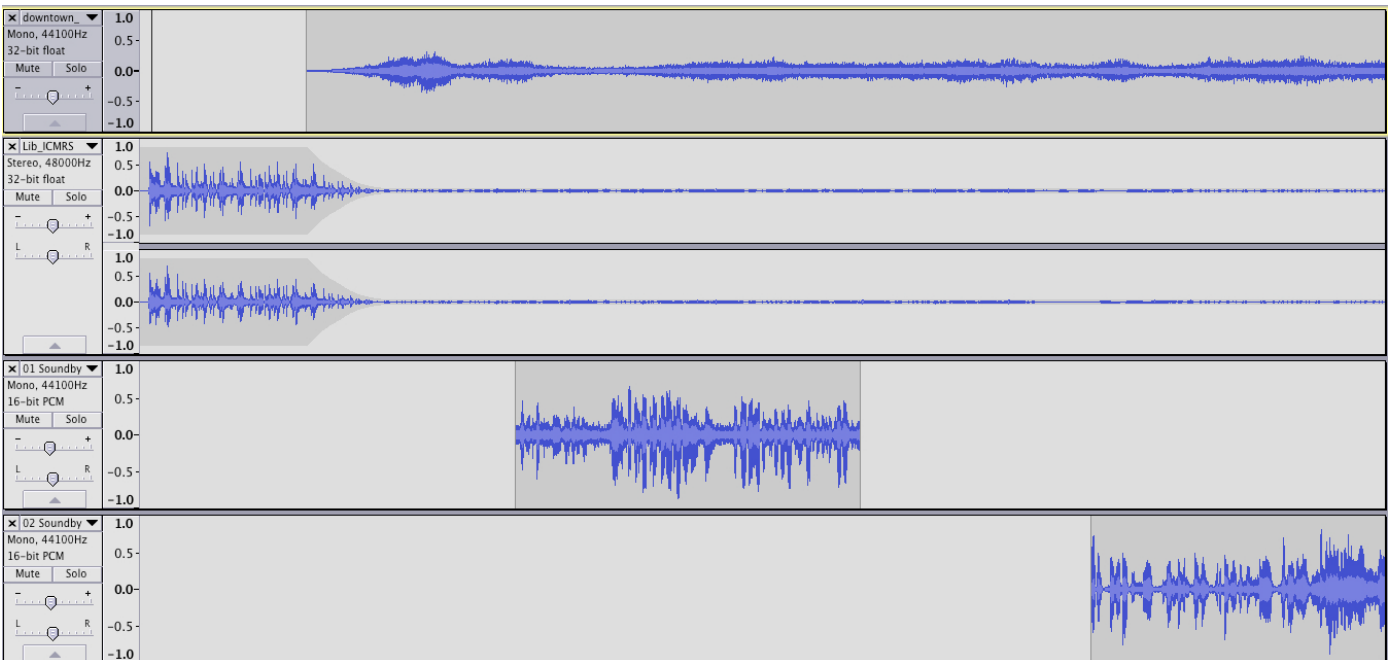 × downtown_ ▼
Mono, 44100Hz
32-bit float
Mute Solo
- +
1.0
0.5-
0.0-
-0.5-
-1.0
× Lib_ICMRS ▼
Stereo, 48000Hz
32-bit float
Mute Solo
- +
L R
1.0
0.5-
0.0-
-0.5-
-1.0
1.0
0.5-
0.0-
-0.5-
-1.0
× 01 Soundby ▼
Mono, 44100Hz
16-bit PCM
Mute Solo
- +
L R
1.0
0.5-
0.0-
-0.5-
-1.0
× 02 Soundby ▼
Mono, 44100Hz
16-bit PCM
Mute Solo
- +
L R
1.0
0.5-
0.0-
-0.5-
-1.0